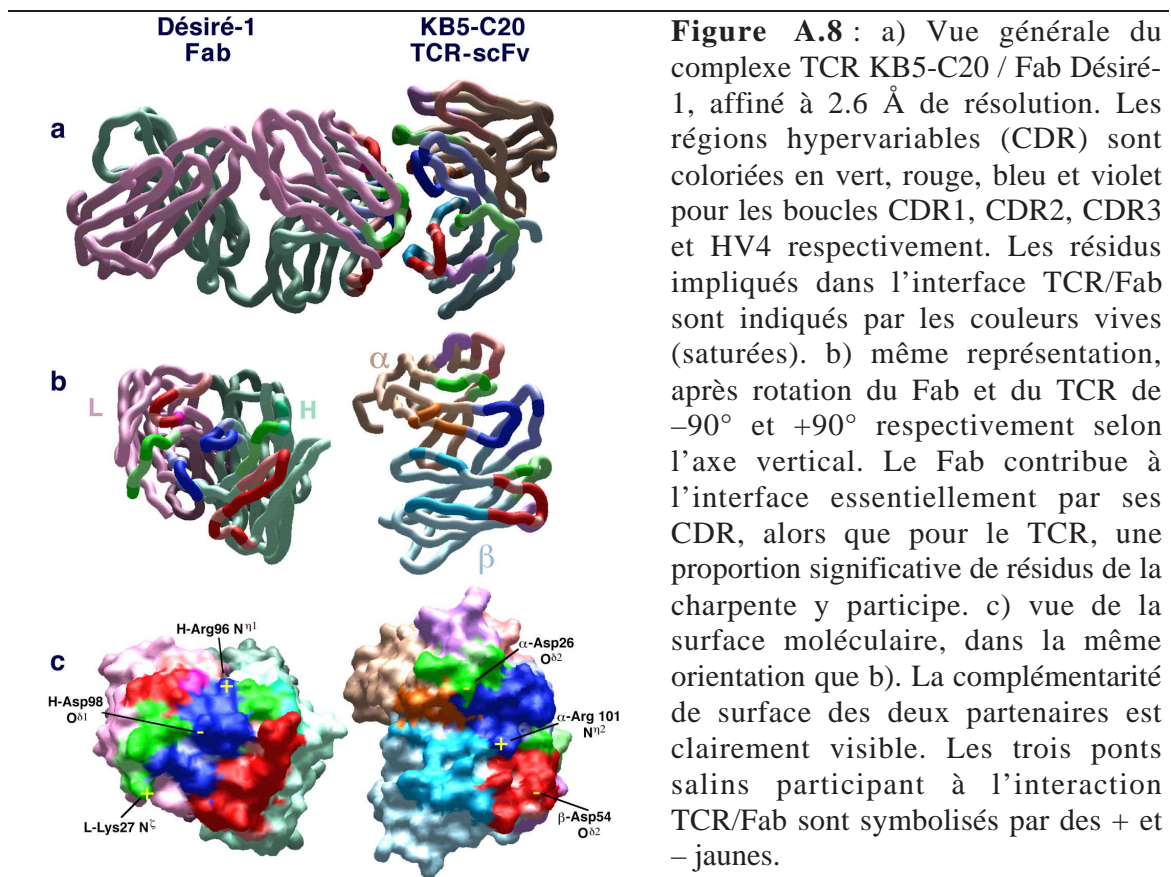 Désiré-1
Fab
KB5-C20
TCR-scFv
a
b
L
H
α
β
c
H-Arg96 Nη1
H-Asp98
Oδ1
L-Lys27 Nζ
α-Asp26
Oδ2
α-Arg 101
Nη2
β-Asp54
Oδ2
+
-
+
-
+
-
Figure A.8 : a) Vue générale du
complexe TCR KB5-C20 / Fab Désiré-
1, affiné à 2.6 Å de résolution. Les
régions hypervariables (CDR) sont
coloriées en vert, rouge, bleu et violet
pour les boucles CDR1, CDR2, CDR3
et HV4 respectivement. Les résidus
impliqués dans l’interface TCR/Fab
sont indiqués par les couleurs vives
(saturées). b) même représentation,
après rotation du Fab et du TCR de
–90° et +90° respectivement selon
l’axe vertical. Le Fab contribue à
l’interface essentiellement par ses
CDR, alors que pour le TCR, une
proportion significative de résidus de la
charpente y participe. c) vue de la
surface moléculaire, dans la même
orientation que b). La complémentarité
de surface des deux partenaires est
clairement visible. Les trois ponts
salins participant à l’interaction
TCR/Fab sont symbolisés par des + et
– jaunes.